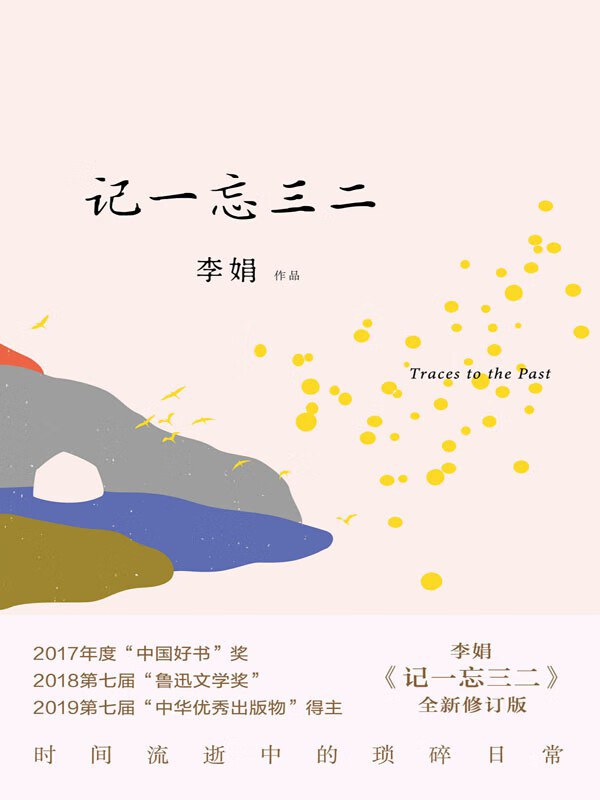 记一忘三二
李娟 作品
Traces to the Past
2017年度“中国好书”奖
2018第七届“鲁迅文学奖”
2019第七届“中华优秀出版物”得主
李娟
《记一忘三二》
全新修订版
时间流逝中的琐碎日常